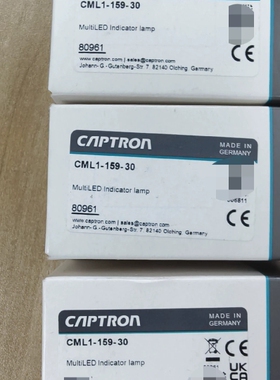 CML1-159-30
MultiLED Indicator lamp
80961
www.captron.com | sales@captron.com
Johann-G.-Gutenberg-Str. 7, 82140 Olching, Germany
CE
CAPTRON
MADE IN
GERMANY
CML1-159-30
MultiLED Indicator lamp
80961
www.captron.com | sales@captron.com
Johann-G.-Gutenberg-Str. 7, 82140 Olching, Germany
CE
CAPTRON
MADE IN
GERMANY
CML1-159-30
MultiLED Indicator lamp
CE
UK
CA